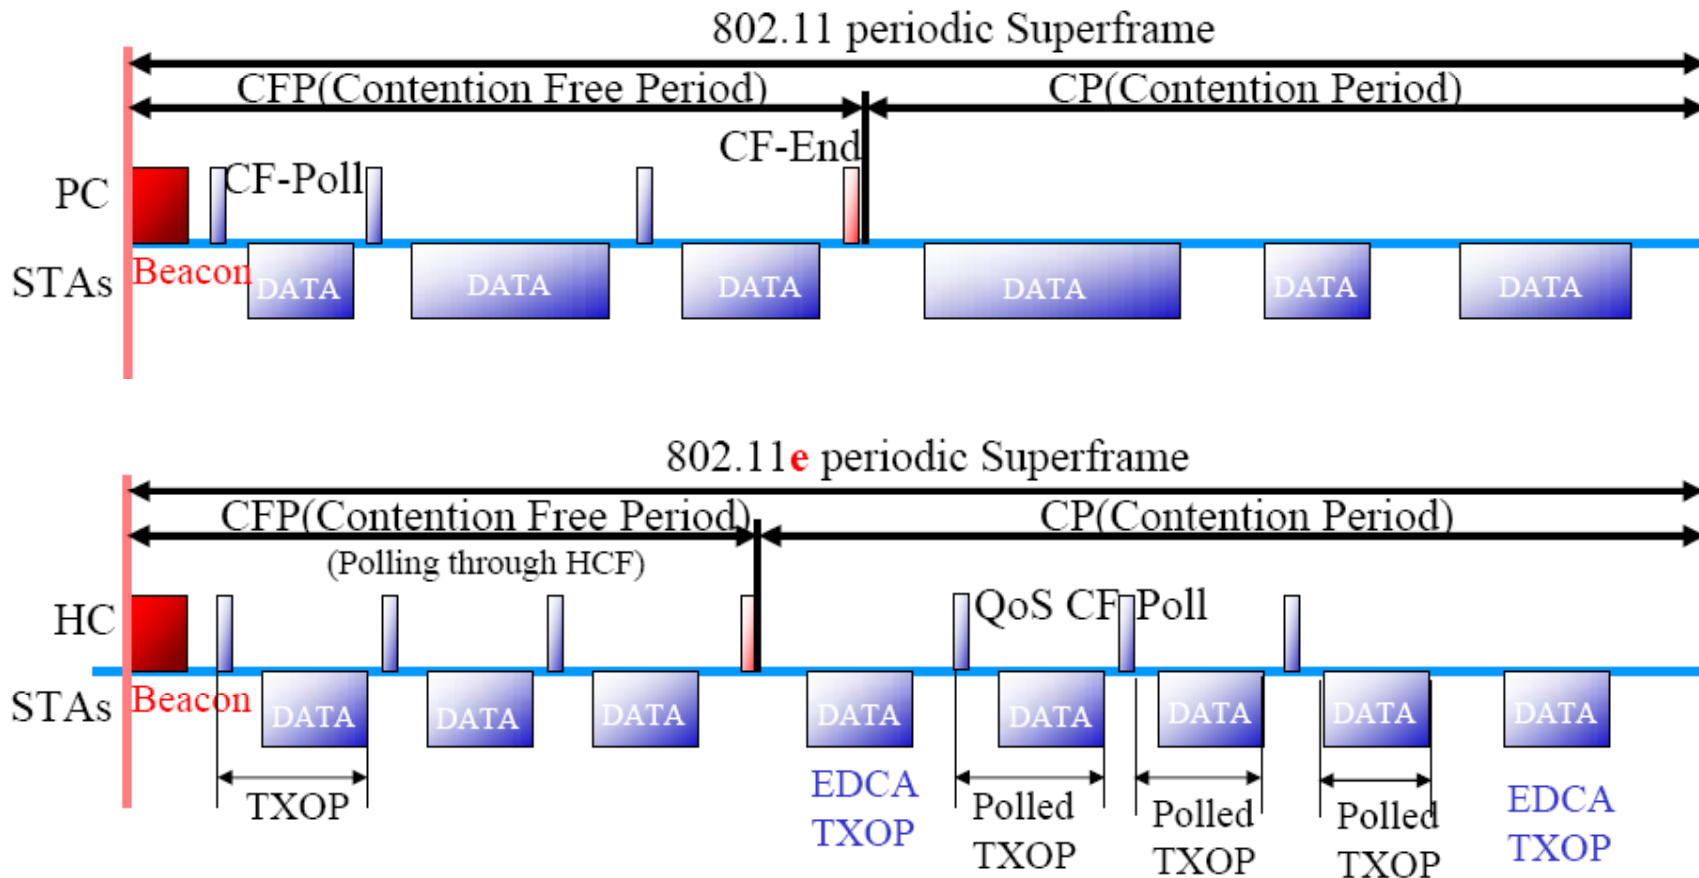 802.11 periodic Superframe
CFP(Contention Free Period)
CP(Contention Period)
CF-End
PC
CF-Poll
STAs
Beacon
DATA
DATA
DATA
DATA
DATA
DATA
802.11e periodic Superframe
CFP(Contention Free Period)
CP(Contention Period)
(Polling through HCF)
HC
QoS CF-Poll
STAs
Beacon
DATA
DATA
DATA
DATA
DATA
DATA
DATA
DATA
TXOP
EDCA
TXOP
Polled
TXOP
Polled
TXOP
Polled
TXOP
EDCA
TXOP